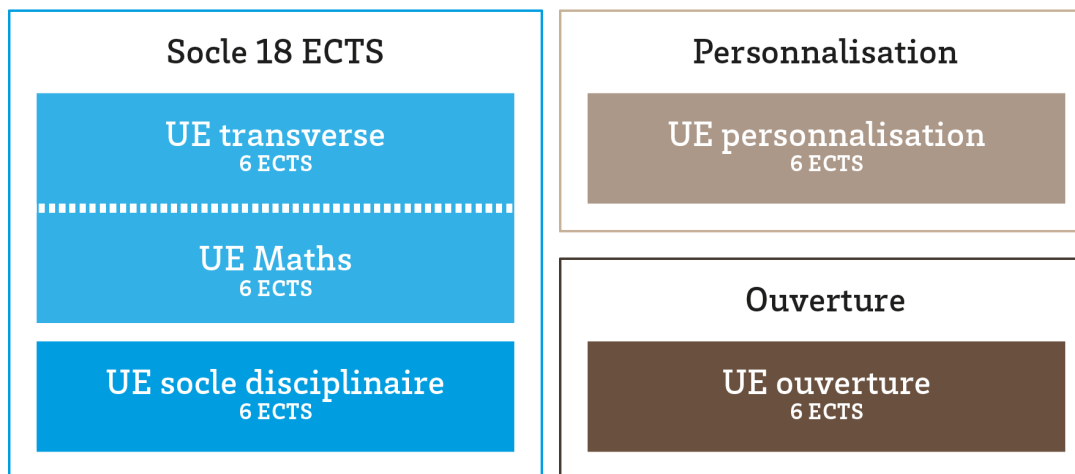 Socle 18 ECTS
UE transverse
6 ECTS
UE Maths
6 ECTS
UE socle disciplinaire
6 ECTS
Personnalisation
UE personnalisation
6 ECTS
Ouverture
UE ouverture
6 ECTS